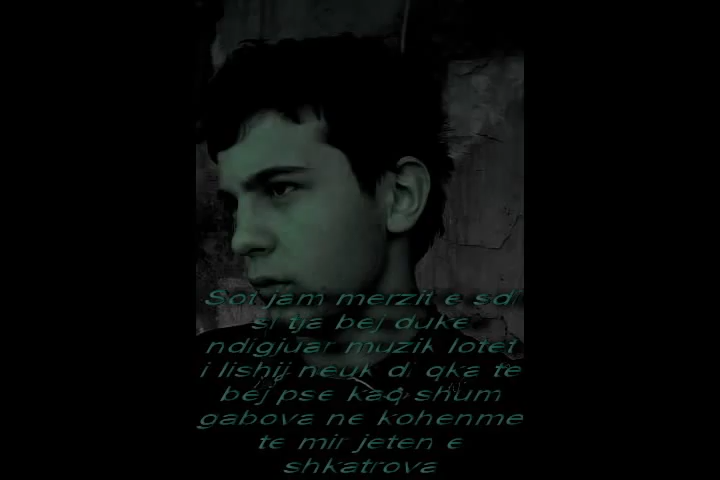 Sot jam merzit e sdi
si tja bej duke
ndigjuar muzik lotet
i lishij neuk di qka te
bej pse kaq shum
gabova ne kohenme
te mir jeten e
shkatrova